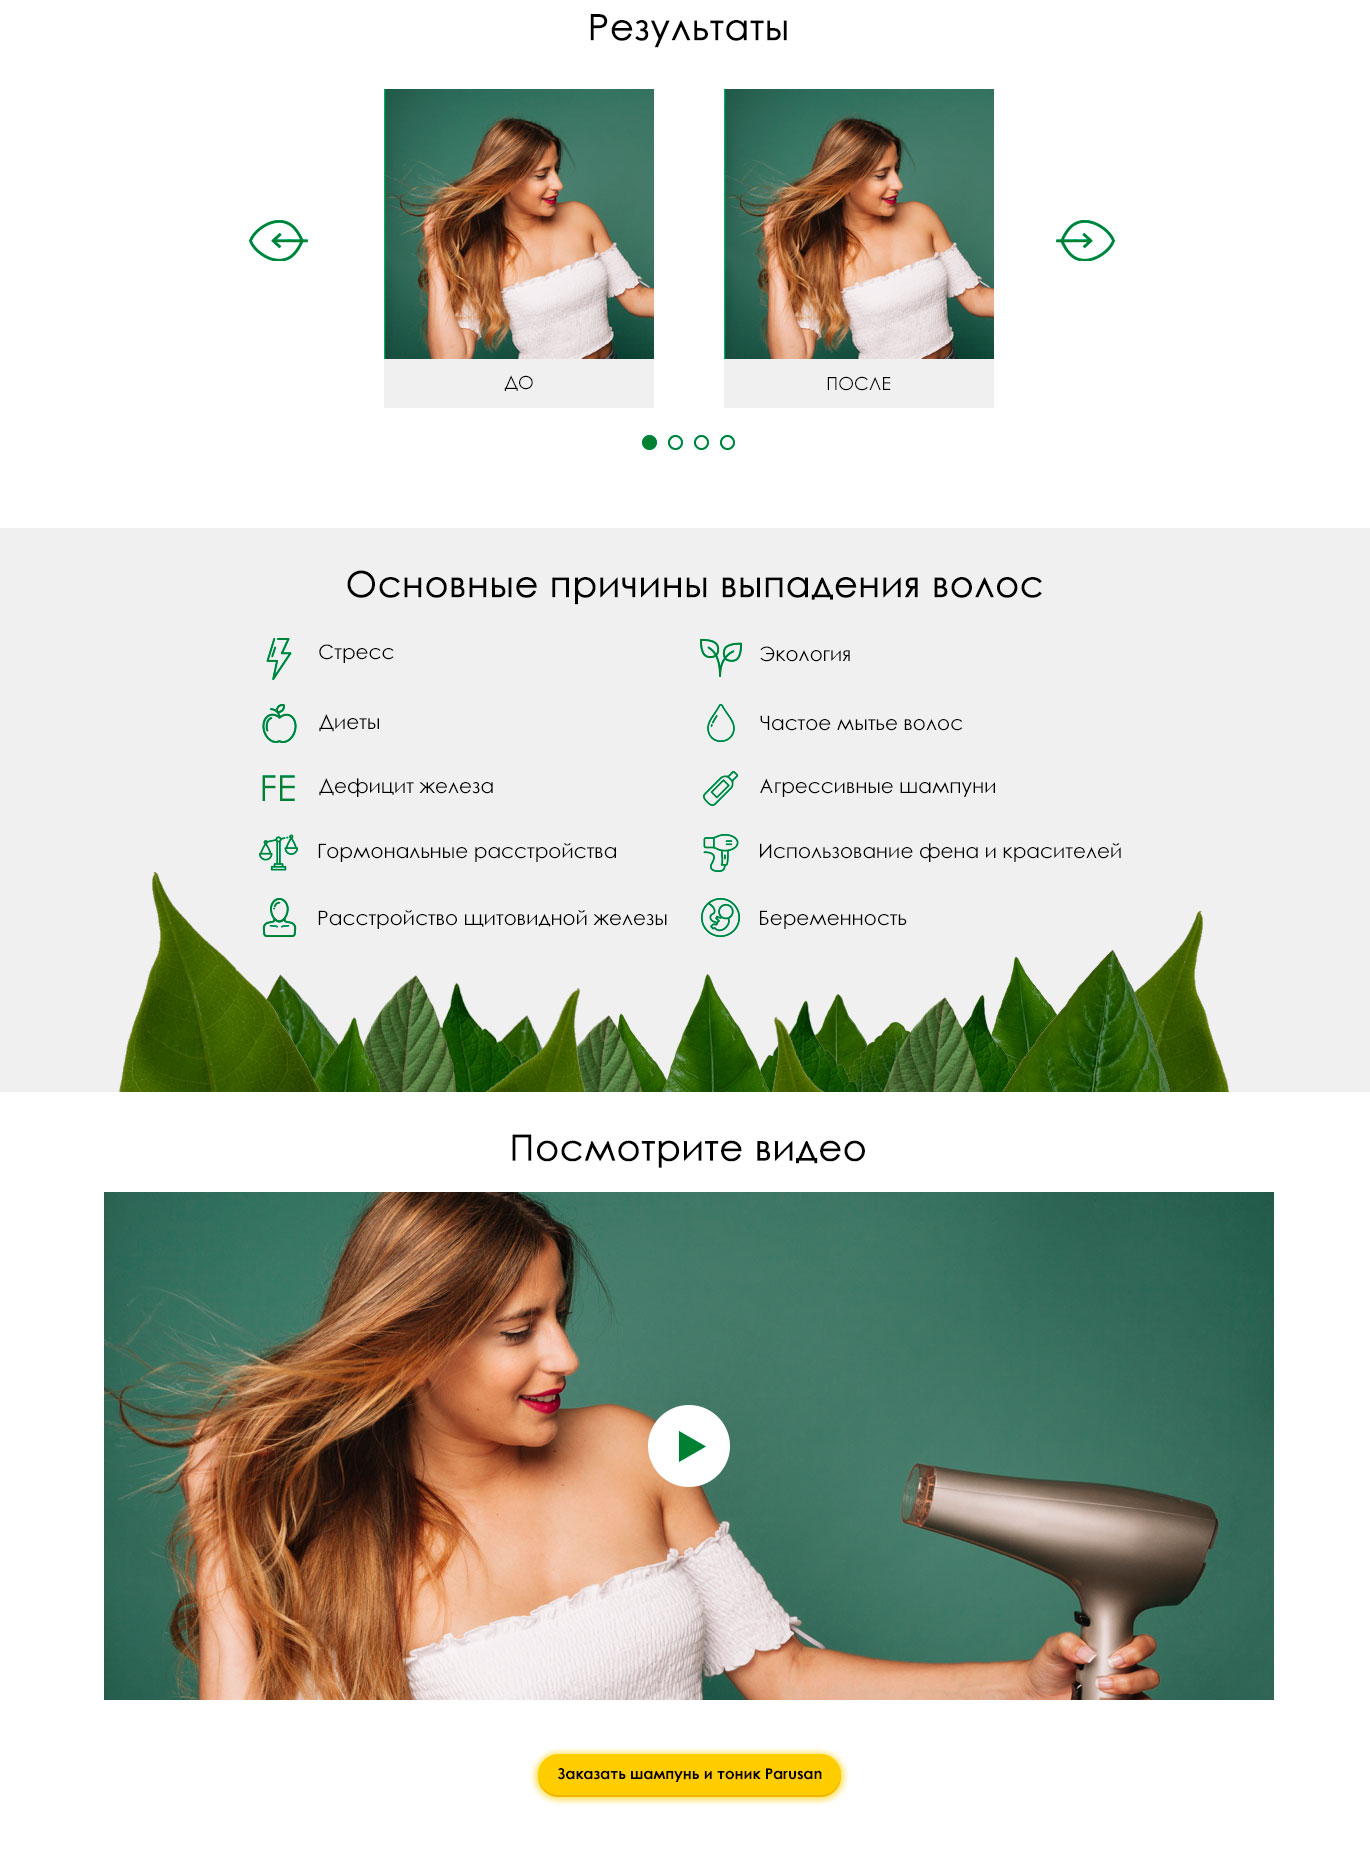 Результаты
ДО
ПОСЛЕ
Основные причины выпадения волос
Стресс
Экология
Диеты
Частое мытье волос
FE
Дефицит железа
Агрессивные шампуни
Гормональные расстройства
Использование фена и красителей
Расстройство щитовидной железы
Беременность
Посмотрите видео
Заказать шампунь и тоник Parusan